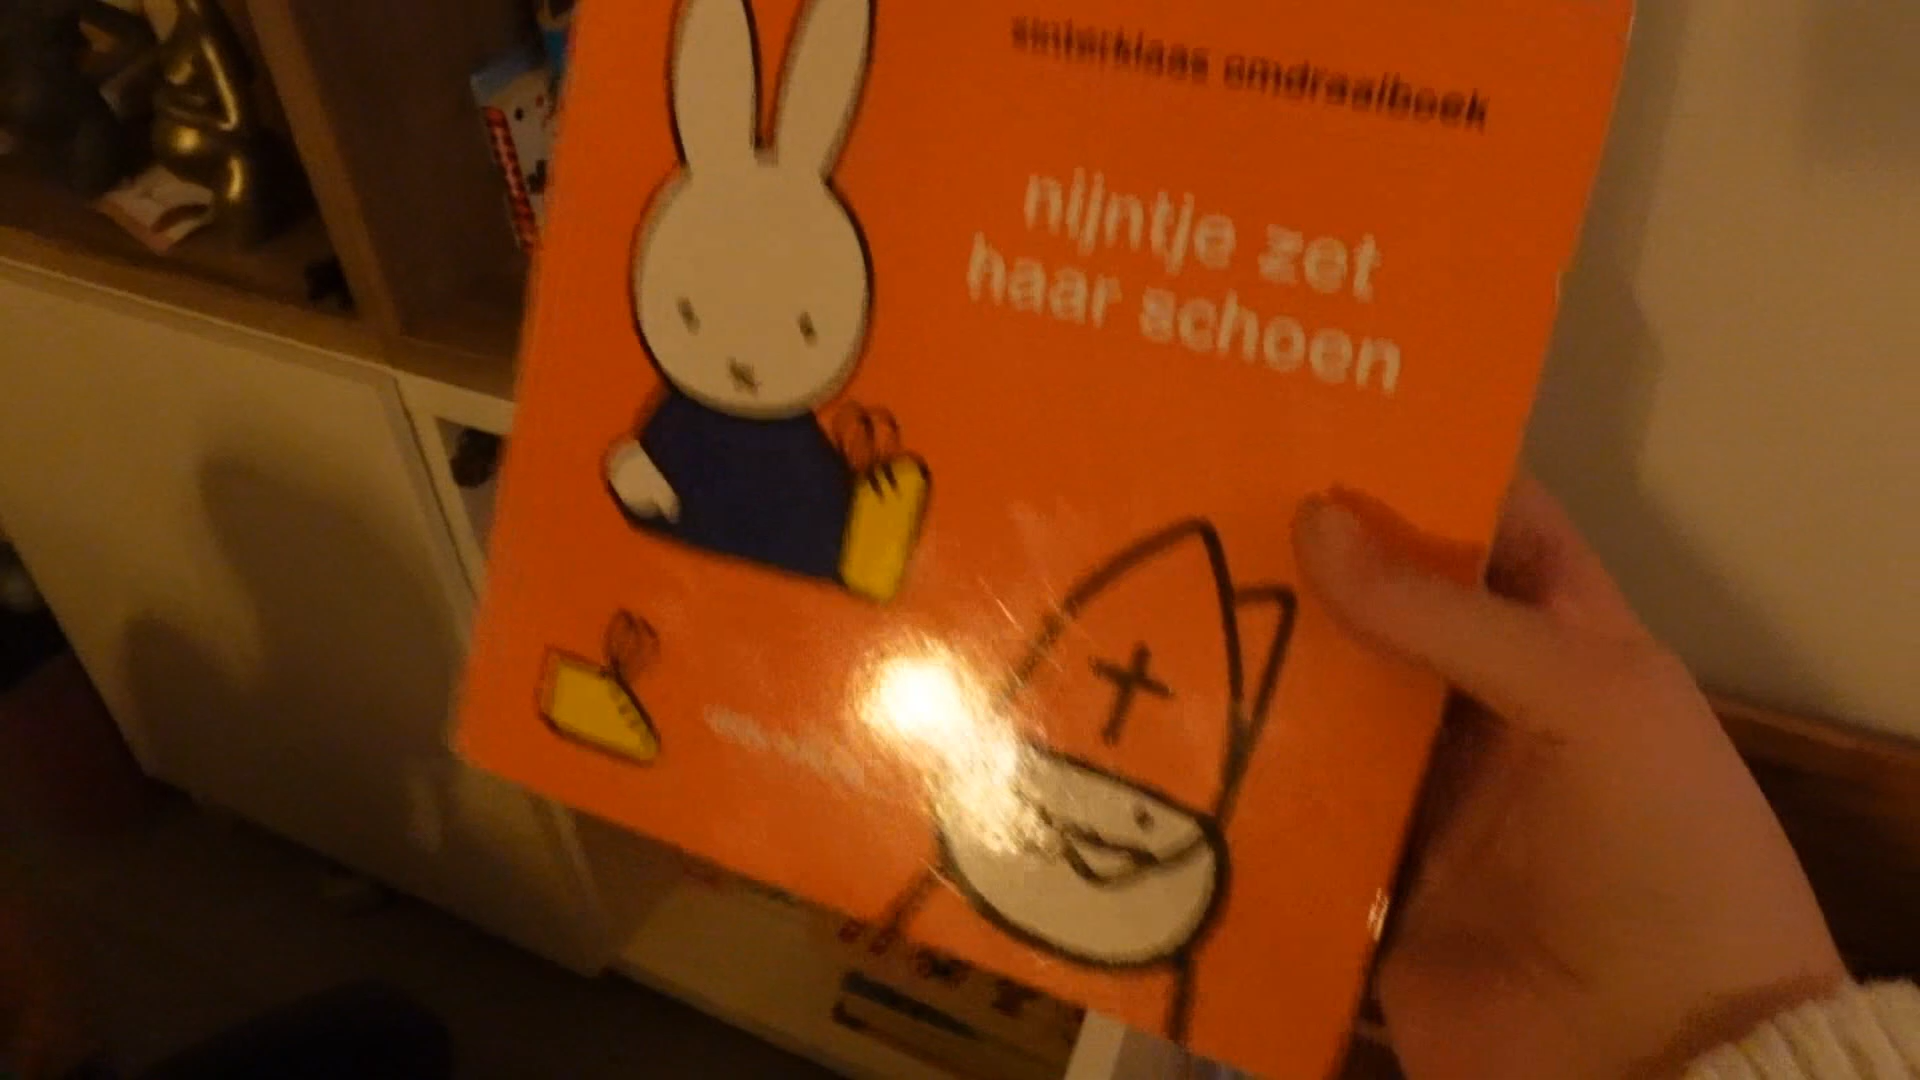 sinterklaas omdraaiboek
nijntje zet
haar schoen